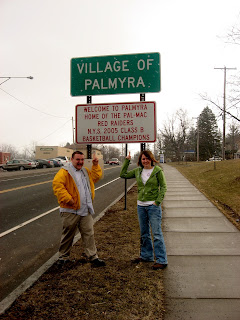 VILLAGE OF
PALMYRA
WELCOME TO PALMYRA
HOME OF THE PAL-MAC
RED RAIDERS
N.Y.S. 2005 CLASS B
BASKETBALL CHAMPIONS